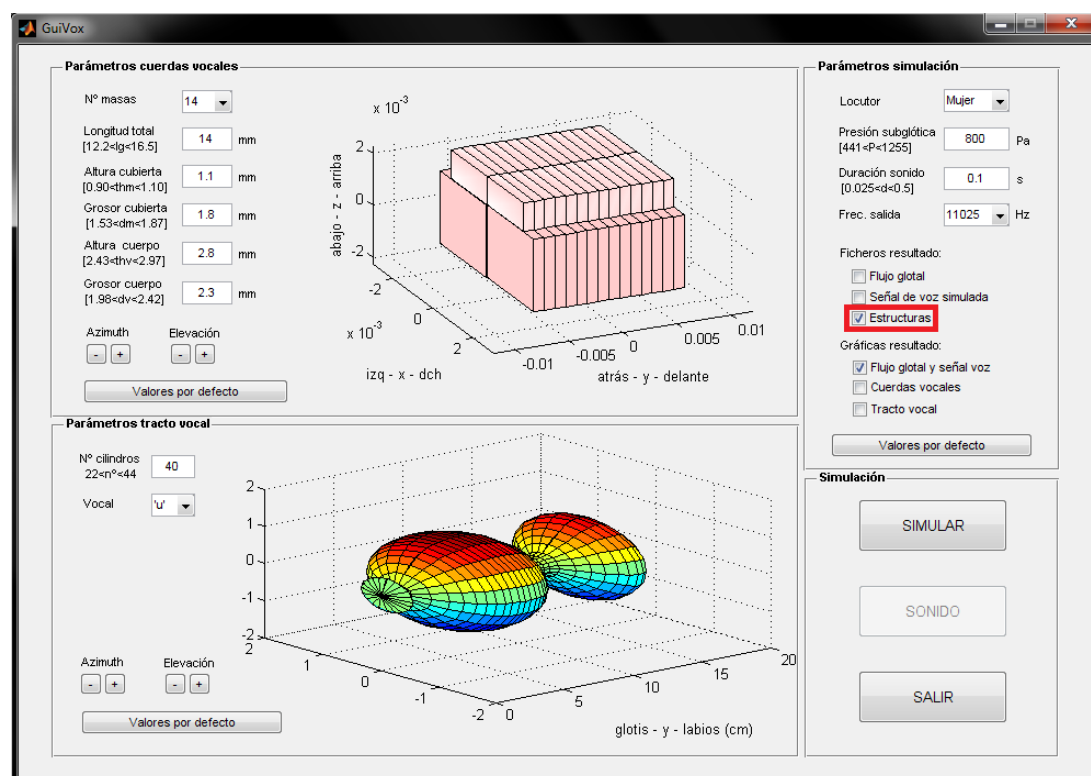 GuiVox
Parámetros cuerdas vocales
Nº masas
14
Longitud total
[12.2<lg<16.5]
14
mm
Altura cubierta
[0.90<thm<1.10]
1.1
mm
Grosor cubierta
[1.53<dm<1.87]
1.8
mm
Altura cuerpo
[2.43<thv<2.97]
2.8
mm
Grosor cuerpo
[1.98<dv<2.42]
2.3
mm
Azimuth
Elevación
- +
- +
Valores por defecto
x 10⁻³
2
0
-2
abajo - z - arriba
-2
0
2
x 10⁻³
izq - x - dch
-0.01
-0.005
0
0.005
0.01
atrás - y - delante
Parámetros tracto vocal
Nº cilindros
22<nº<44
40
Vocal
'u'
Azimuth
Elevación
- +
- +
Valores por defecto
2
1
0
-1
-2
2
1
0
-1
-2
0
5
10
15
20
glotis - y - labios (cm)
Parámetros simulación
Locutor
Mujer
Presión subglótica
[441<P<1255]
800
Pa
Duración sonido
[0.025<d<0.5]
0.1
s
Frec. salida
11025
Hz
Ficheros resultado:
Flujo glotal
Señal de voz simulada
Estructuras
Gráficas resultado:
Flujo glotal y señal voz
Cuerdas vocales
Tracto vocal
Valores por defecto
Simulación
SIMULAR
SONIDO
SALIR